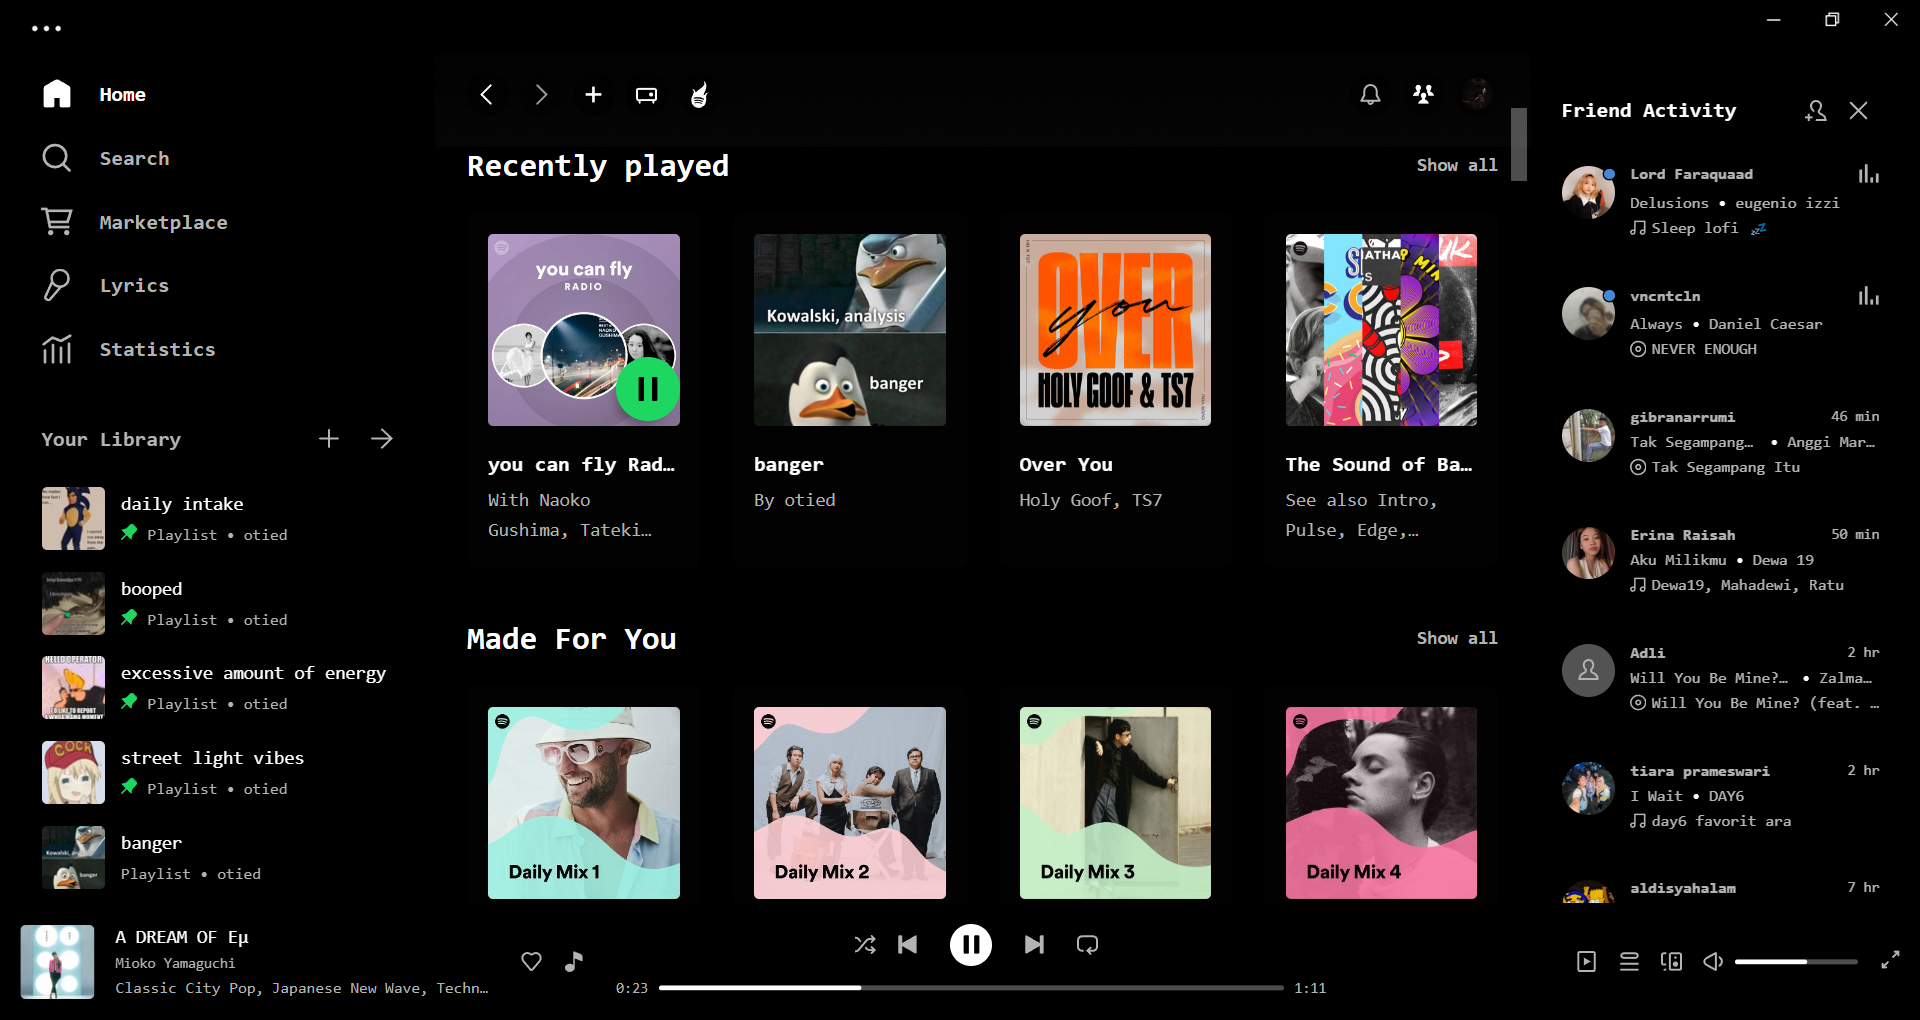 Home
Search
Marketplace
Lyrics
Statistics
Your Library
daily intake
Playlist • otied
booped
Playlist • otied
excessive amount of energy
Playlist • otied
street light vibes
Playlist • otied
banger
Playlist • otied
HELLO OPERATOR
I'D LIKE TO REPORT
COCK
Recently played
Show all
you can fly
RADIO
Kowalski, analysis
banger
OVER
you
HOLY GOOF & TS7
you can fly Rad…
With Naoko
Gushima, Tateki…
banger
By otied
Over You
Holy Goof, TS7
The Sound of Ba…
See also Intro,
Pulse, Edge,…
Made For You
Show all
Daily Mix 1
Daily Mix 2
Daily Mix 3
Daily Mix 4
Friend Activity
Lord Faraquaad
Delusions • eugenio izzi
Sleep lofi 💤
vncntcln
Always • Daniel Caesar
NEVER ENOUGH
gibranarrumi
46 min
Tak Segampang… • Anggi Mar…
Tak Segampang Itu
Erina Raisah
50 min
Aku Milikmu • Dewa 19
Dewa19, Mahadewi, Ratu
Adli
2 hr
Will You Be Mine?… • Zalma…
Will You Be Mine? (feat. …
tiara prameswari
2 hr
I Wait • DAY6
day6 favorit ara
aldisyahalam
7 hr
A DREAM OF Eμ
Mioko Yamaguchi
Classic City Pop, Japanese New Wave, Techn…
0:23
1:11